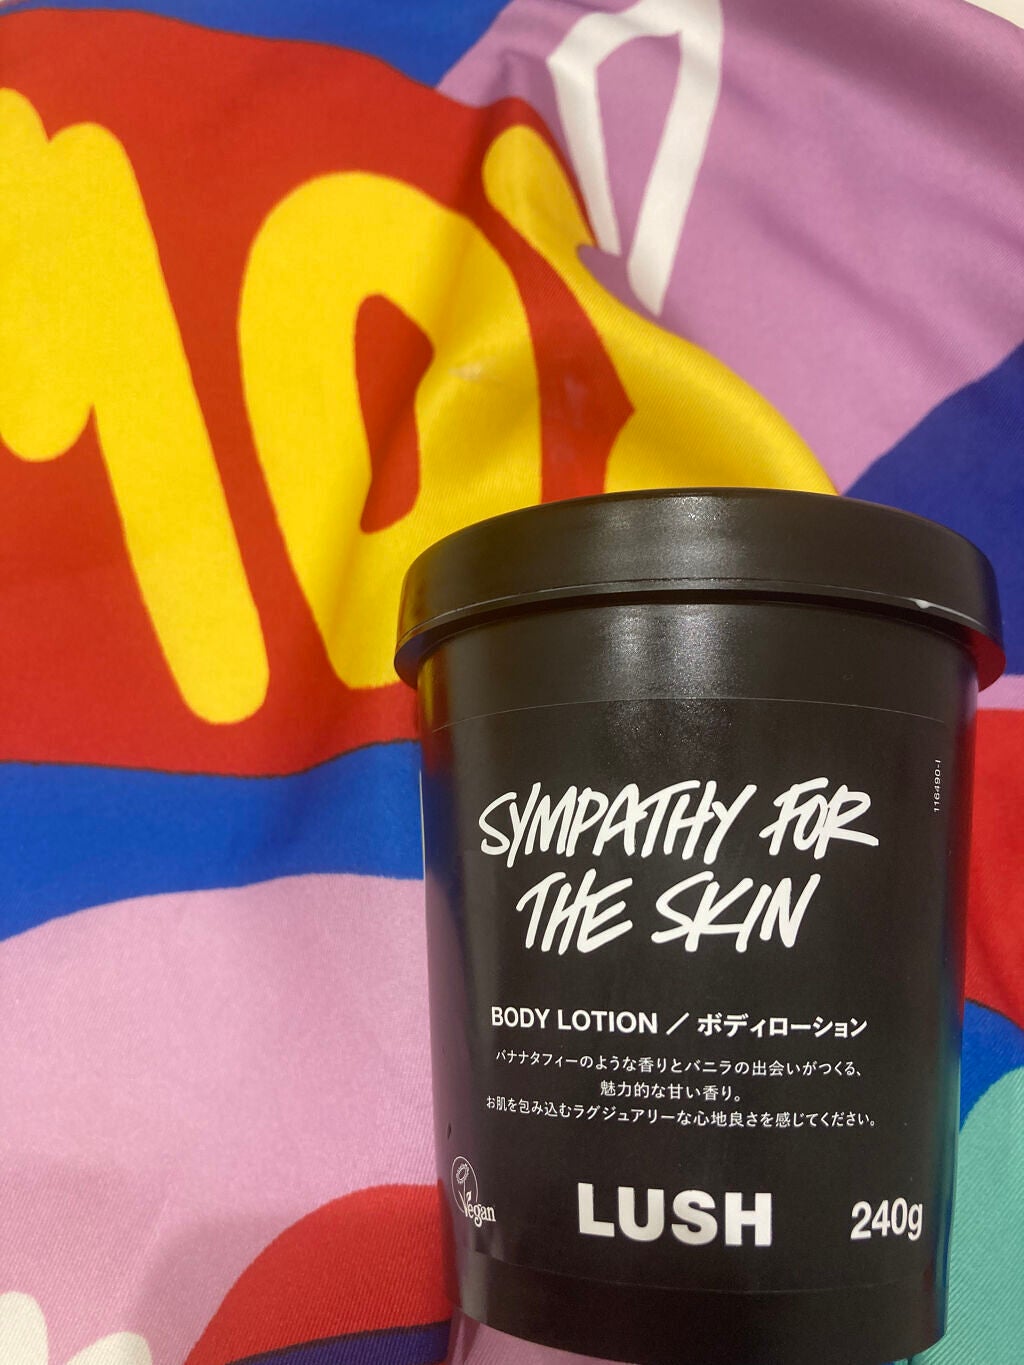 SYMPATHY FOR
THE SKIN
116490-I
BODY LOTION / ボディローション
バナナタフィーのような香りとバニラの出会いがつくる、
魅力的な甘い香り。
お肌を包み込むラグジュアリーな心地良さを感じてください。
Vegan
LUSH
240g